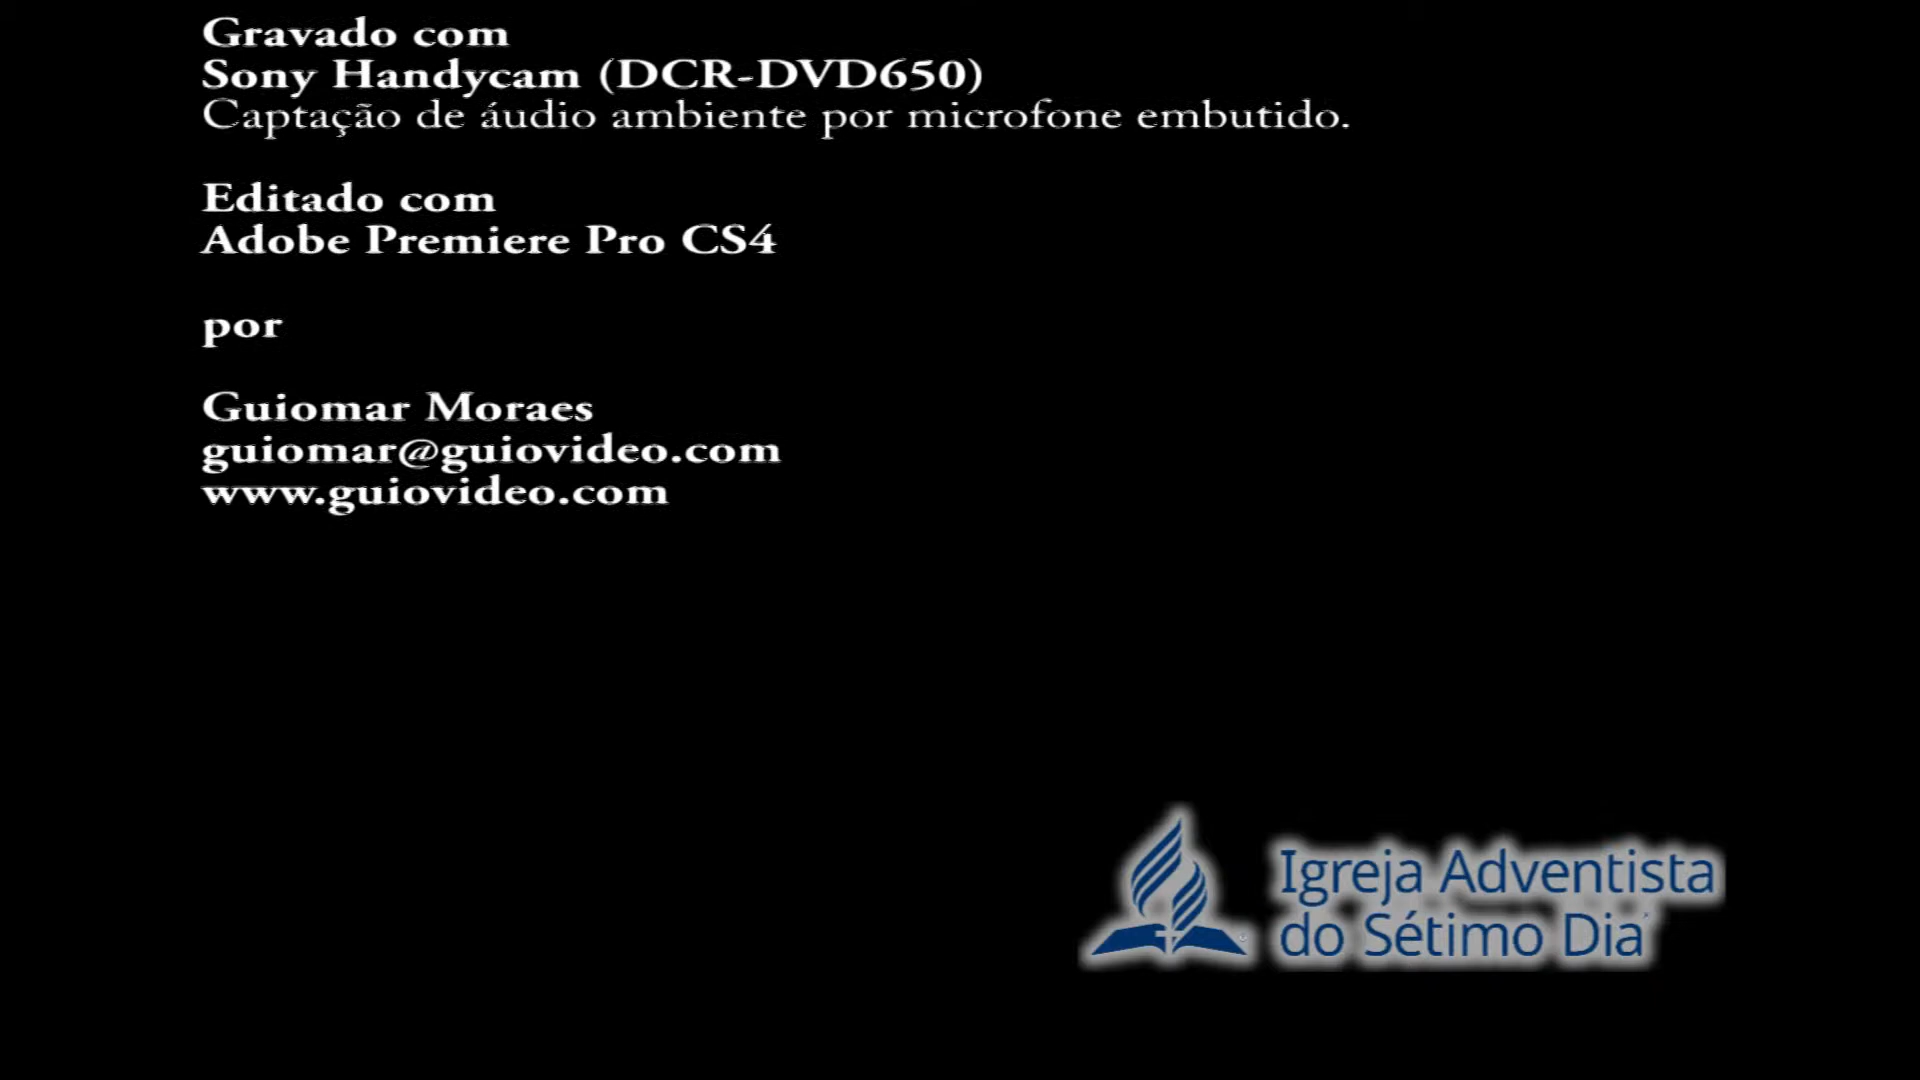 Gravado com
Sony Handycam (DCR-DVD650)
Captação de áudio ambiente por microfone embutido.
Editado com
Adobe Premiere Pro CS4
por
Guiomar Moraes
guiomar@guiovideo.com
www.guiovideo.com
Igreja Adventista
do Sétimo Dia